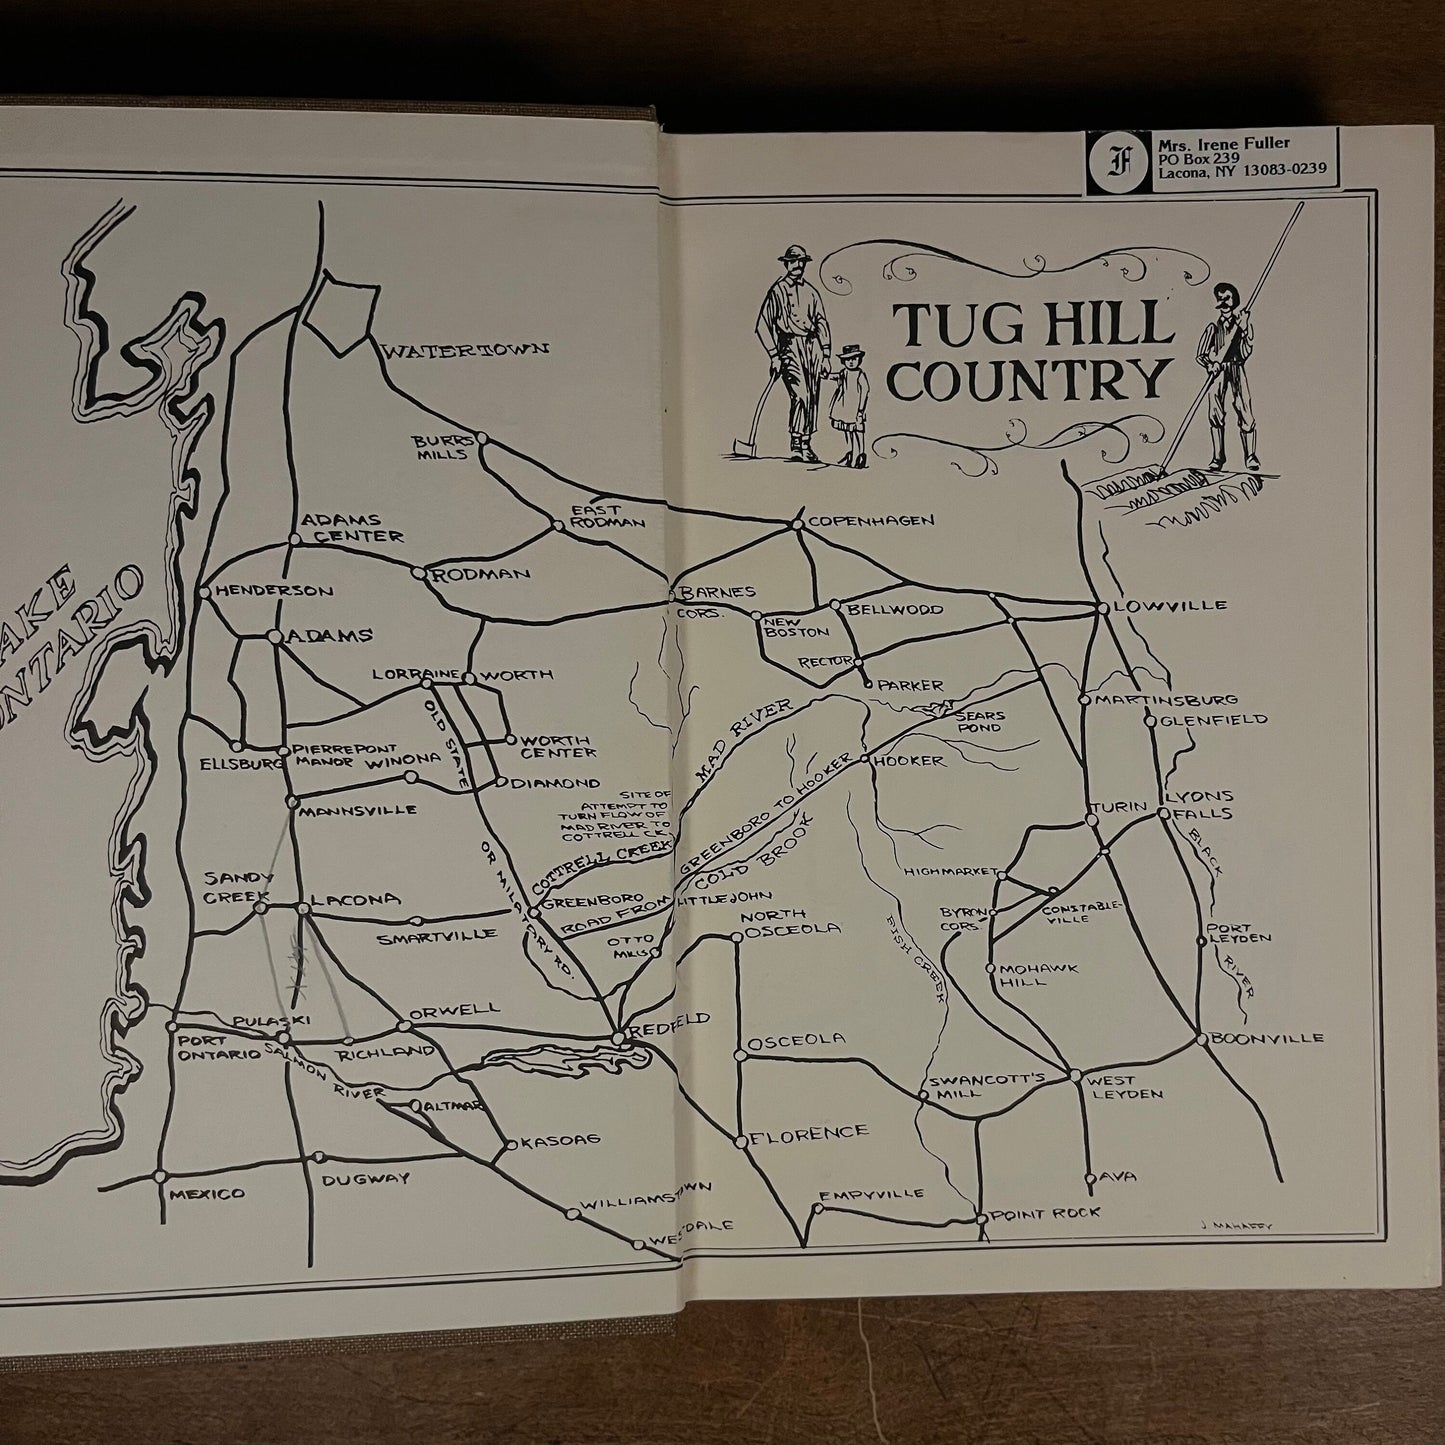 F
Mrs. Irene Fuller
PO Box 239
Lacona, NY 13083-0239
TUG HILL
COUNTRY
LAKE
ONTARIO
WATERTOWN
BURRS
MILLS
EAST
RODMAN
COPENHAGEN
ADAMS
CENTER
RODMAN
HENDERSON
BARNES
CORS.
NEW
BOSTON
BELLWOOD
LOWVILLE
ADAMS
RECTOR
LORRAINE
WORTH
PARKER
MARTINSBURG
GLENFIELD
OLD STATE
OR MILATARY RD.
MAD RIVER
SEARS
POND
ELLSBURG
PIERREPONT
MANOR
WINONA
WORTH
CENTER
HOOKER
DIAMOND
MANNSVILLE
SITE OF
ATTEMPT TO
TURN FLOW OF
MAD RIVER TO
COTTRELL CK.
TURIN
LYONS
FALLS
COTTRELL CREEK
ROAD FROM
GREENBORO TO HOOKER
COLD BROOK
BLACK
RIVER
SANDY
CREEK
LACONA
GREENBORO
LITTLEJOHN
HIGHMARKET
SMARTVILLE
OTTO
MILLS
NORTH
OSCEOLA
BYRON
CORS.
CONSTABLE-
VILLE
FISH CREEK
PORT
LEYDEN
MOHAWK
HILL
PULASKI
PORT
ONTARIO
SALMON RIVER
RICHLAND
ORWELL
REDFIELD
OSCEOLA
BOONVILLE
ALTMAR
SWANCOTT'S
MILL
WEST
LEYDEN
KASOAG
FLORENCE
MEXICO
DUGWAY
WILLIAMSTOWN
EMPYVILLE
AVA
WESTDALE
POINT ROCK
J. MAHAFFY